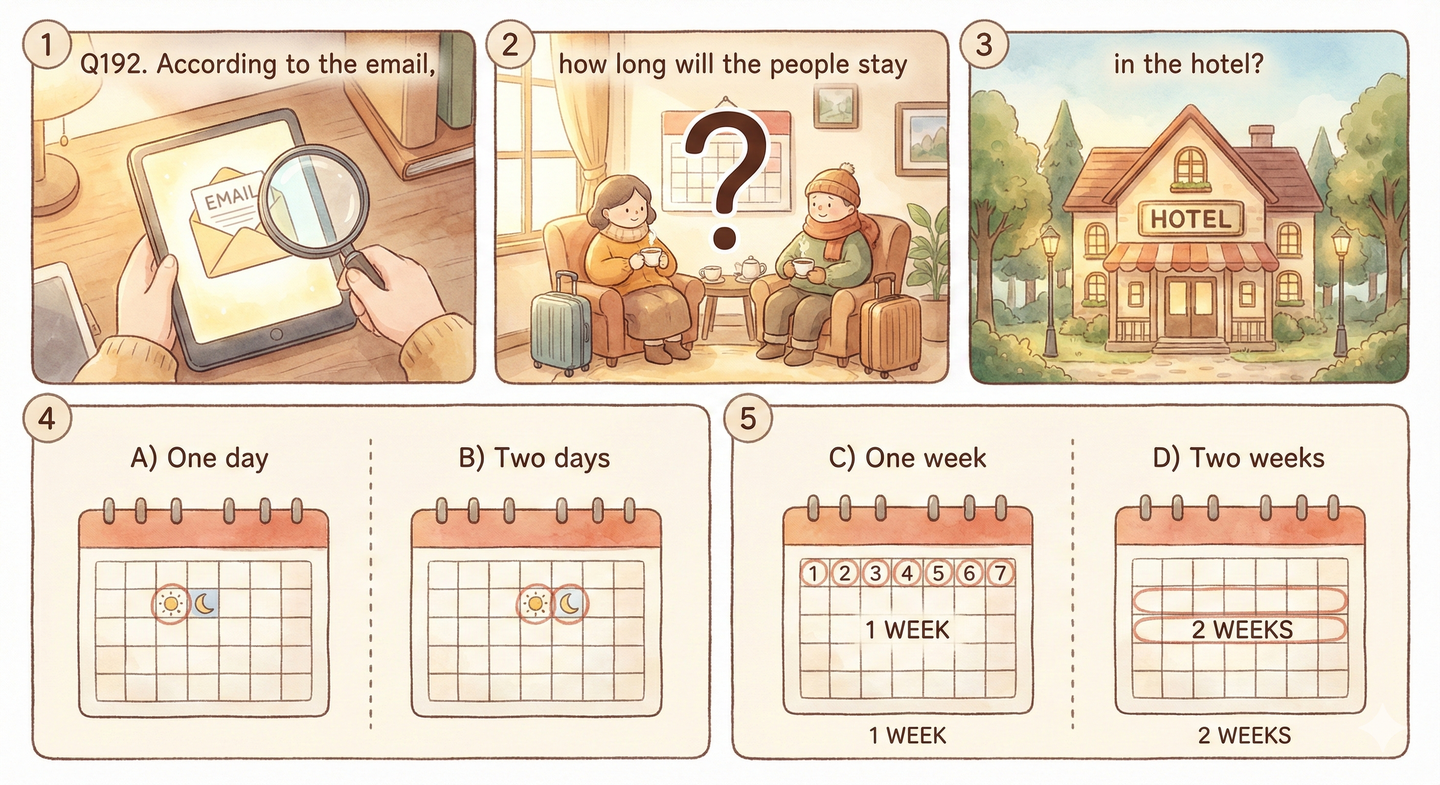 1
Q192. According to the email,
EMAIL
2
how long will the people stay
?
3
in the hotel?
HOTEL
4
A) One day
B) Two days
5
C) One week
1 2 3 4 5 6 7
1 WEEK
1 WEEK
D) Two weeks
2 WEEKS
2 WEEKS